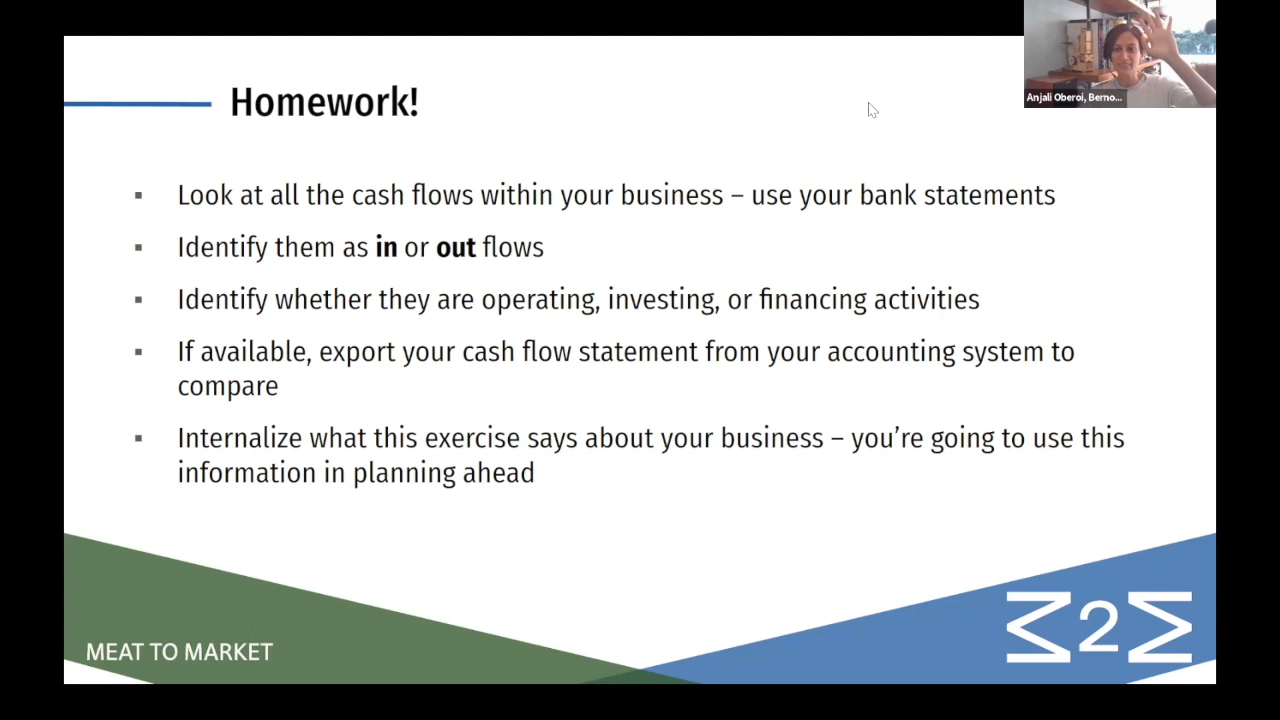 Homework!
Anjali Oberoi, Berno...
▪ Look at all the cash flows within your business – use your bank statements
▪ Identify them as in or out flows
▪ Identify whether they are operating, investing, or financing activities
▪ If available, export your cash flow statement from your accounting system to
compare
▪ Internalize what this exercise says about your business – you’re going to use this
information in planning ahead
MEAT TO MARKET
M2M